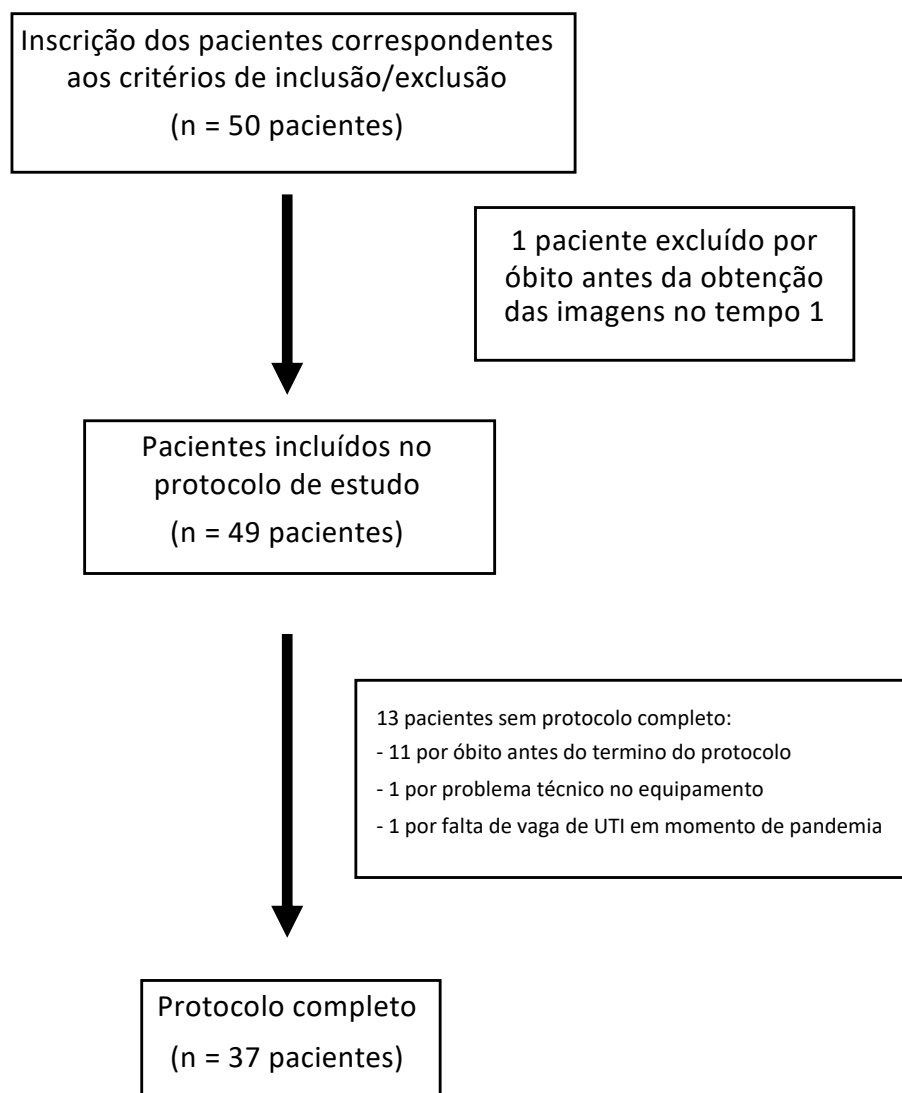 Inscrição dos pacientes correspondentes
aos critérios de inclusão/exclusão
(n = 50 pacientes)
1 paciente excluído por
óbito antes da obtenção
das imagens no tempo 1
Pacientes incluídos no
protocolo de estudo
(n = 49 pacientes)
13 pacientes sem protocolo completo:
- 11 por óbito antes do termino do protocolo
- 1 por problema técnico no equipamento
- 1 por falta de vaga de UTI em momento de pandemia
Protocolo completo
(n = 37 pacientes)